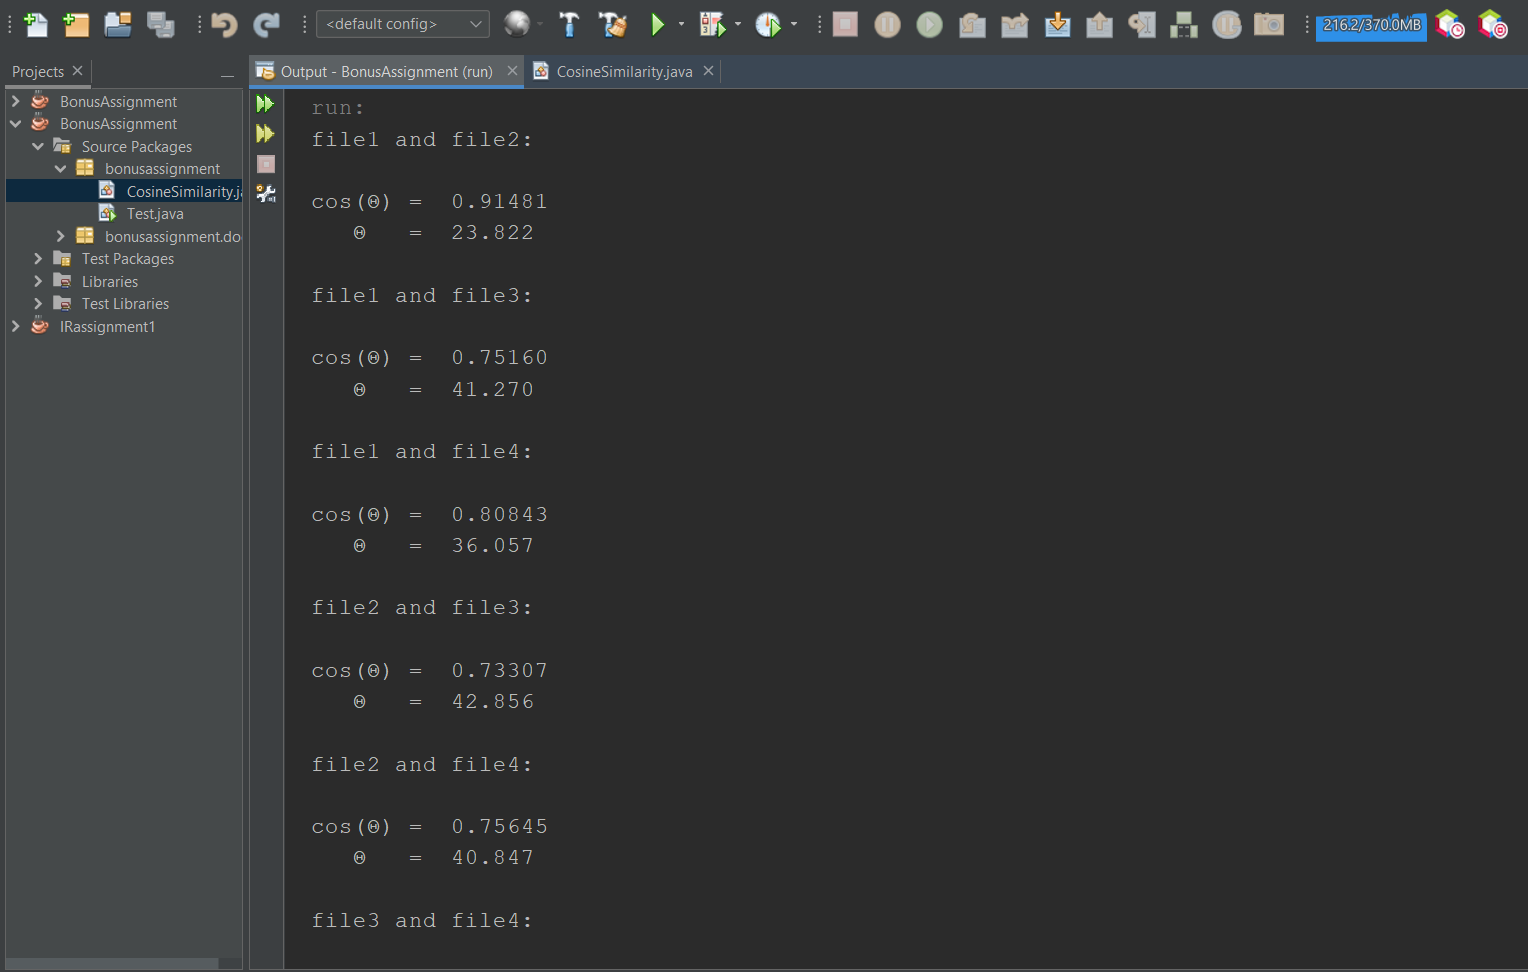 <default config>
216.2/370.0MB
Projects
Output - BonusAssignment (run)
CosineSimilarity.java
BonusAssignment
BonusAssignment
Source Packages
bonusassignment
CosineSimilarity.j
Test.java
bonusassignment.do
Test Packages
Libraries
Test Libraries
IRassignment1
run:
file1 and file2:
cos(Θ) = 0.91481
Θ = 23.822
file1 and file3:
cos(Θ) = 0.75160
Θ = 41.270
file1 and file4:
cos(Θ) = 0.80843
Θ = 36.057
file2 and file3:
cos(Θ) = 0.73307
Θ = 42.856
file2 and file4:
cos(Θ) = 0.75645
Θ = 40.847
file3 and file4: